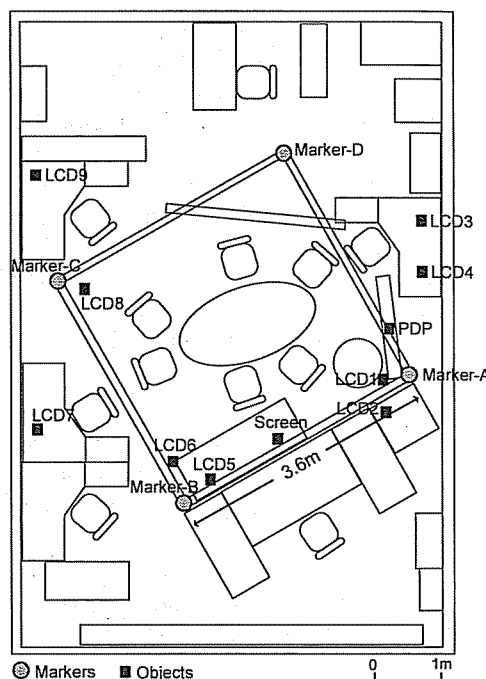 Marker-D
LCD9
LCD3
Marker-C
LCD4
LCD8
PDP
LCD1
Marker-A
LCD2
LCD7
Screen
LCD6
LCD5
3.6m
Marker-B
Markers
Objects
0
1m